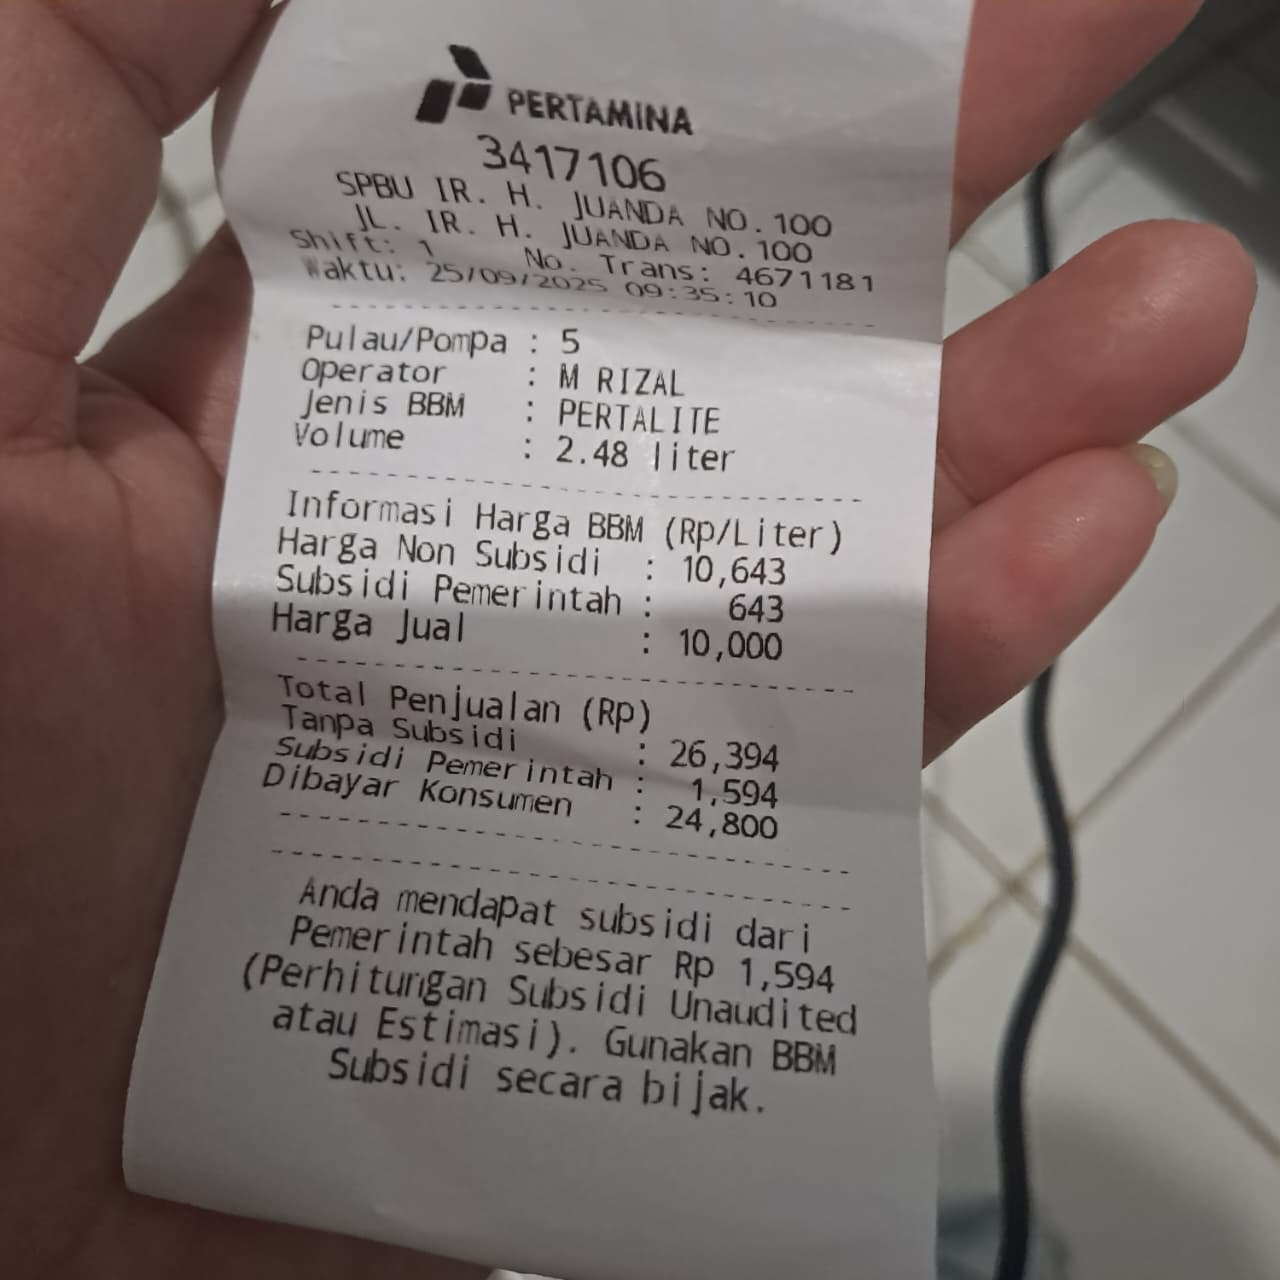 PERTAMINA
3417106
SPBU IR. H. JUANDA NO.100
JL. IR. H. JUANDA NO.100
Shift: 1 No. Trans: 4671181
Waktu: 25/09/2025 09:35:10
Pulau/Pompa : 5
Operator : M RIZAL
Jenis BBM : PERTALITE
Volume : 2.48 liter
Informasi Harga BBM (Rp/Liter)
Harga Non Subsidi : 10,643
Subsidi Pemerintah : 643
Harga Jual : 10,000
Total Penjualan (Rp)
Tanpa Subsidi : 26,394
Subsidi Pemerintah : 1,594
Dibayar Konsumen : 24,800
Anda mendapat subsidi dari
Pemerintah sebesar Rp 1,594
(Perhitungan Subsidi Unaudited
atau Estimasi). Gunakan BBM
Subsidi secara bijak.